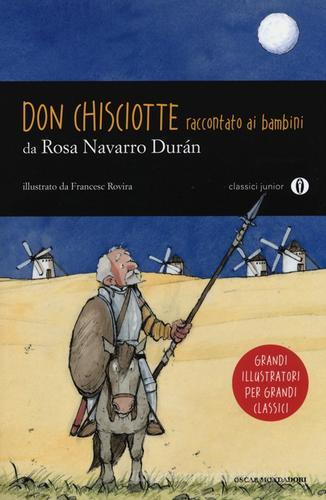 DON CHISCIOTTE raccontato ai bambini
da Rosa Navarro Durán
illustrato da Francesc Rovira
classici junior
GRANDI
ILLUSTRATORI
PER GRANDI
CLASSICI
OSCAR MONDADORI